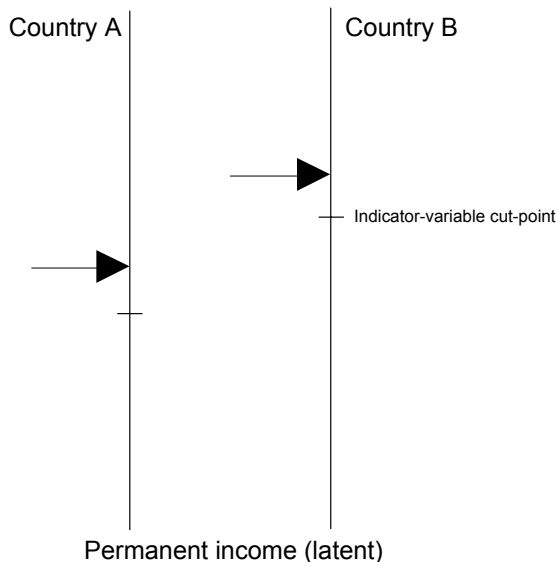 Country A
Country B
Indicator-variable cut-point
Permanent income (latent)